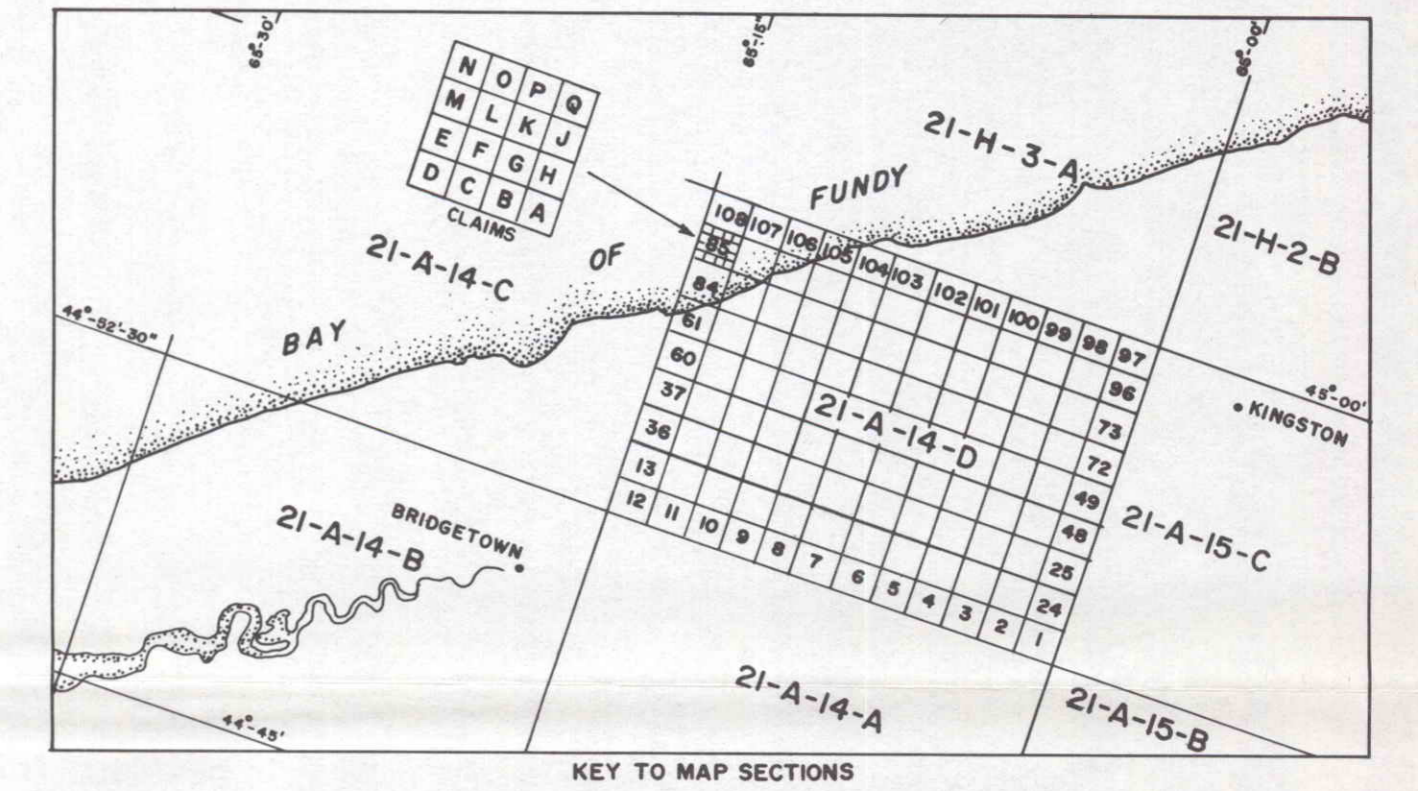 65°-30'
65°-15'
65°-00'
N O P Q
M L K J
E F G H
D C B A
CLAIMS
21-H-3-A
FUNDY
21-H-2-B
21-A-14-C
OF
BAY
44°-52'-30"
108 107 106 105 104 103 102 101 100 99 98 97
85
84
61
60
37
36
13
12 11 10 9 8 7 6 5 4 3 2 1
96
73
72
49
48
25
24
21-A-14-D
45°-00'
KINGSTON
21-A-15-C
BRIDGETOWN
21-A-14-B
21-A-14-A
21-A-15-B
44°-45'
KEY TO MAP SECTIONS